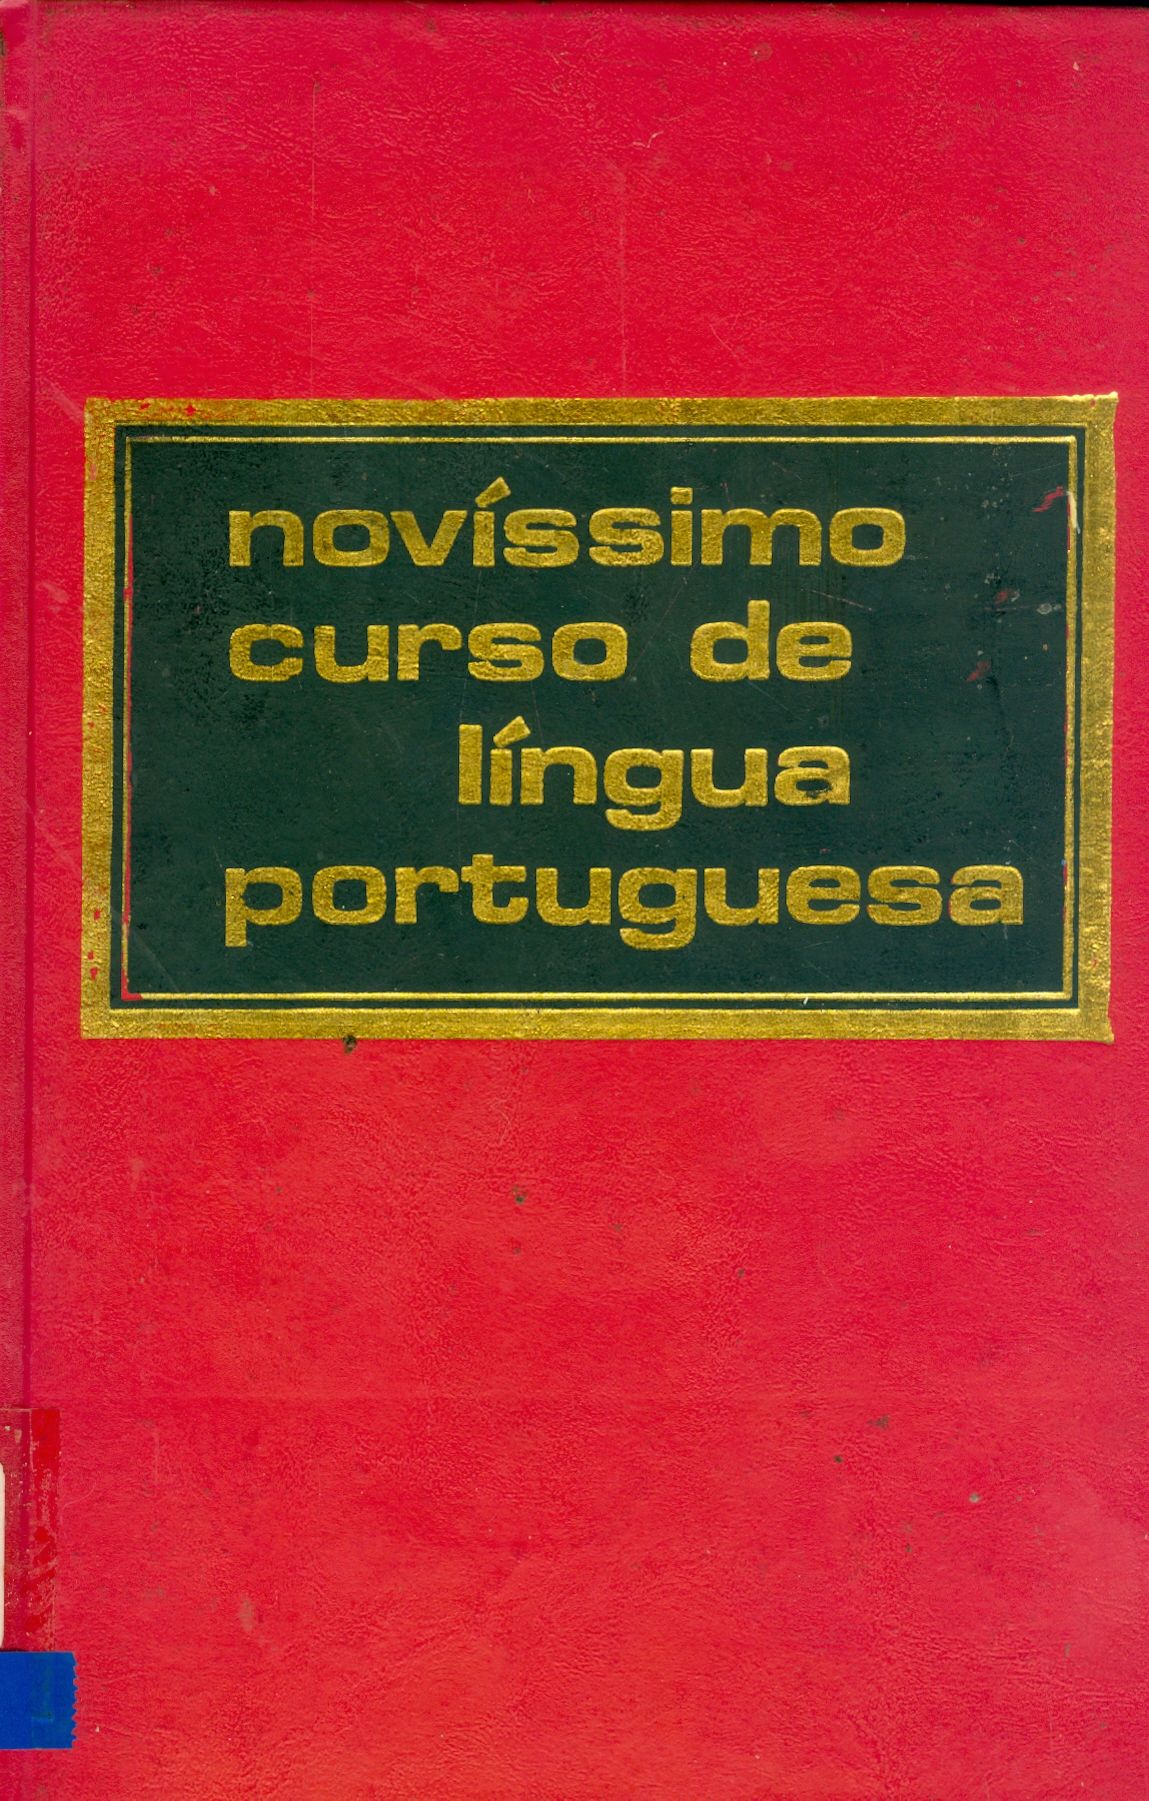 novíssimo
curso de
língua
portuguesa